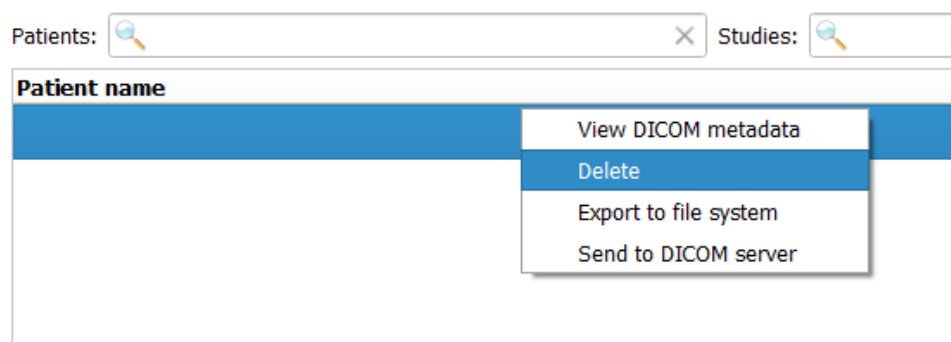 Patients: Studies:
Patient name
View DICOM metadata
Delete
Export to file system
Send to DICOM server